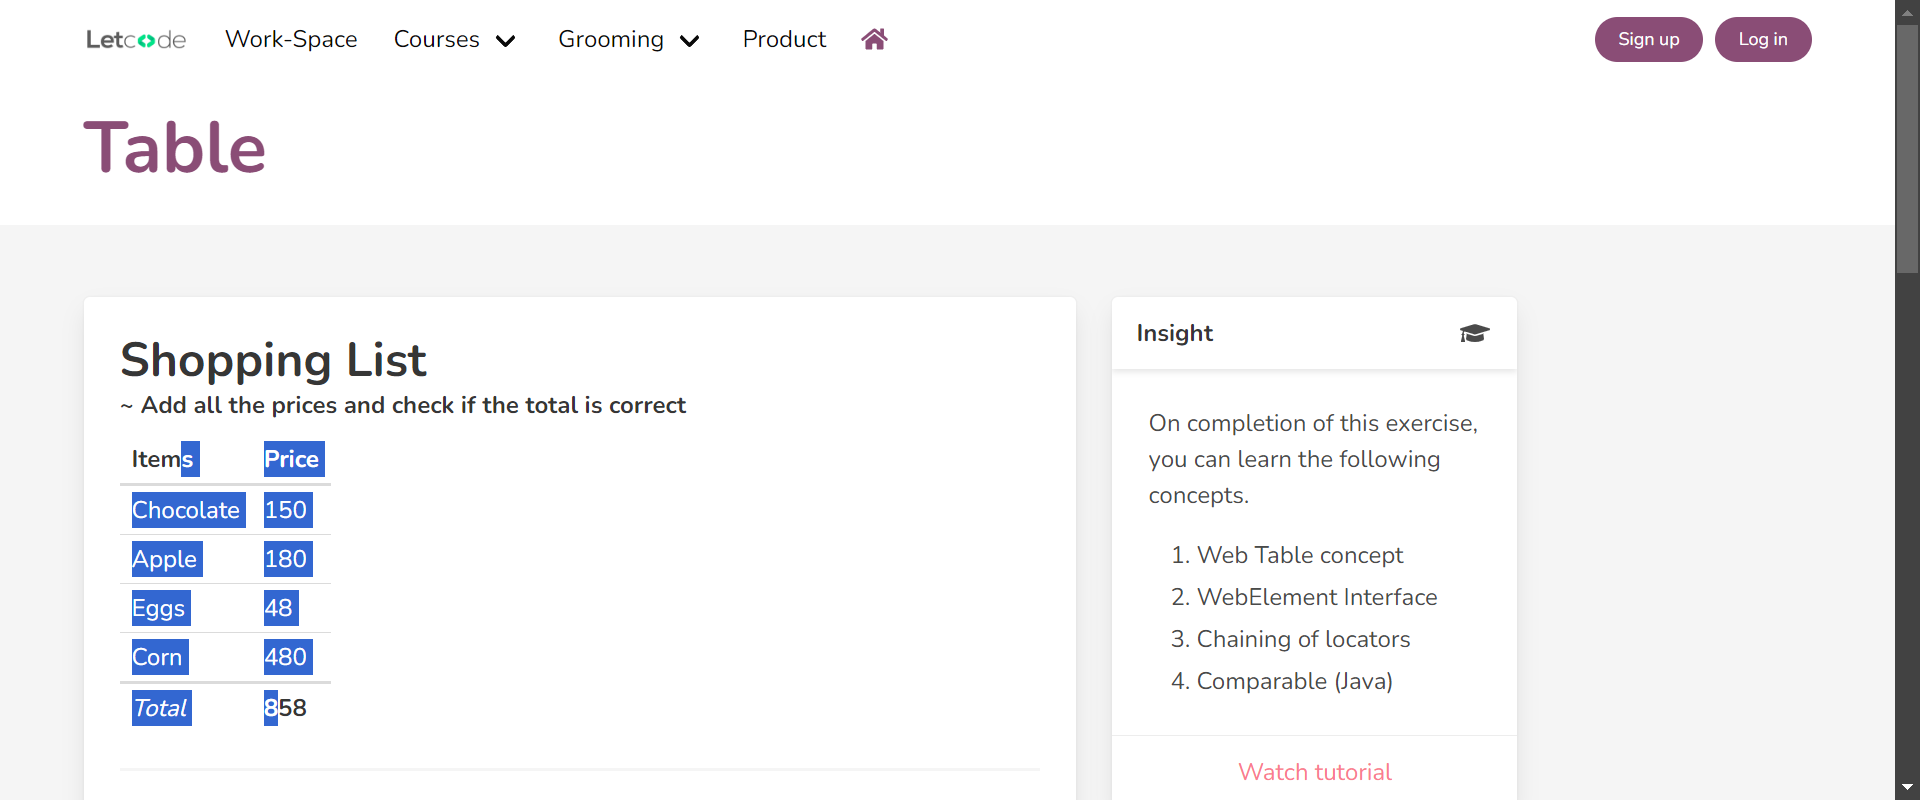 Letcode Work-Space Courses Grooming Product Sign up Log in
Table
Shopping List
~ Add all the prices and check if the total is correct
Items Price
Chocolate 150
Apple 180
Eggs 48
Corn 480
Total 858
Insight
On completion of this exercise,
you can learn the following
concepts.
1. Web Table concept
2. WebElement Interface
3. Chaining of locators
4. Comparable (Java)
Watch tutorial